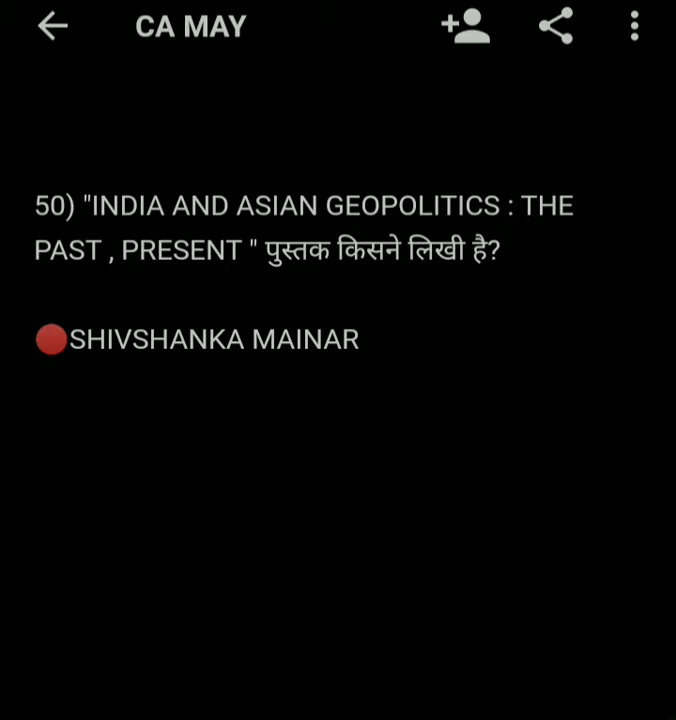 CA MAY
50) "INDIA AND ASIAN GEOPOLITICS : THE
PAST , PRESENT " पुस्तक किसने लिखी है?
🔴SHIVSHANKA MAINAR